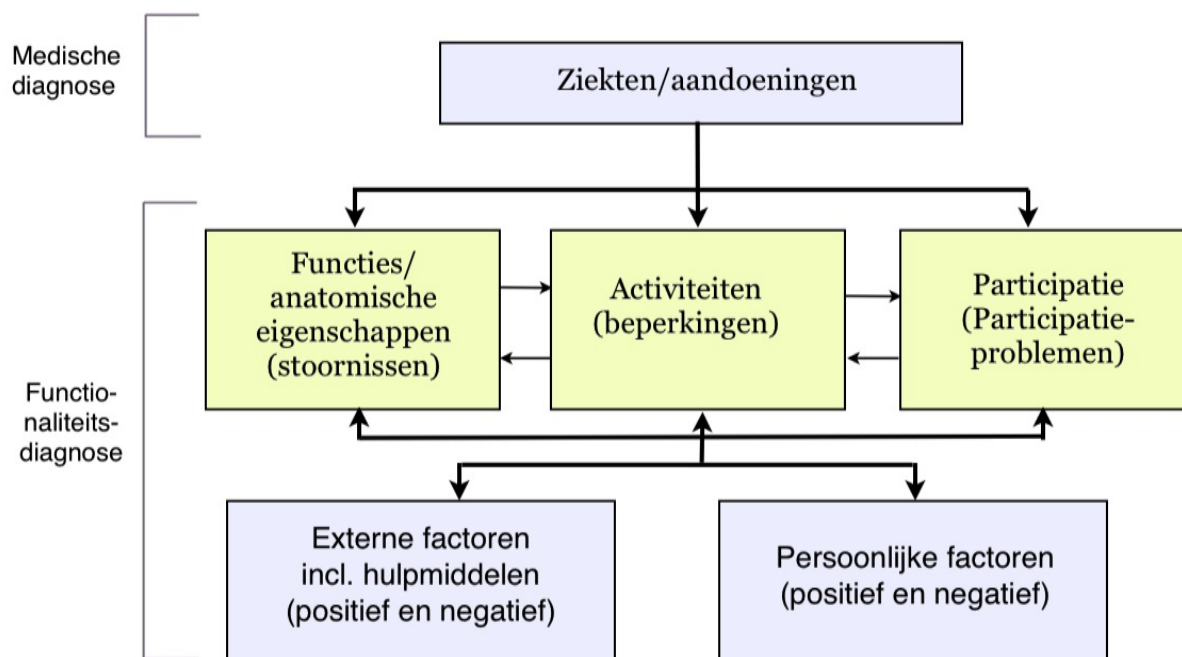 Medische
diagnose
Ziekten/aandoeningen
Functies/
anatomische
eigenschappen
(stoornissen)
Activiteiten
(beperkingen)
Participatie
(Participatie-
problemen)
Functio-
naliteits-
diagnose
Externe factoren
incl. hulpmiddelen
(positief en negatief)
Persoonlijke factoren
(positief en negatief)